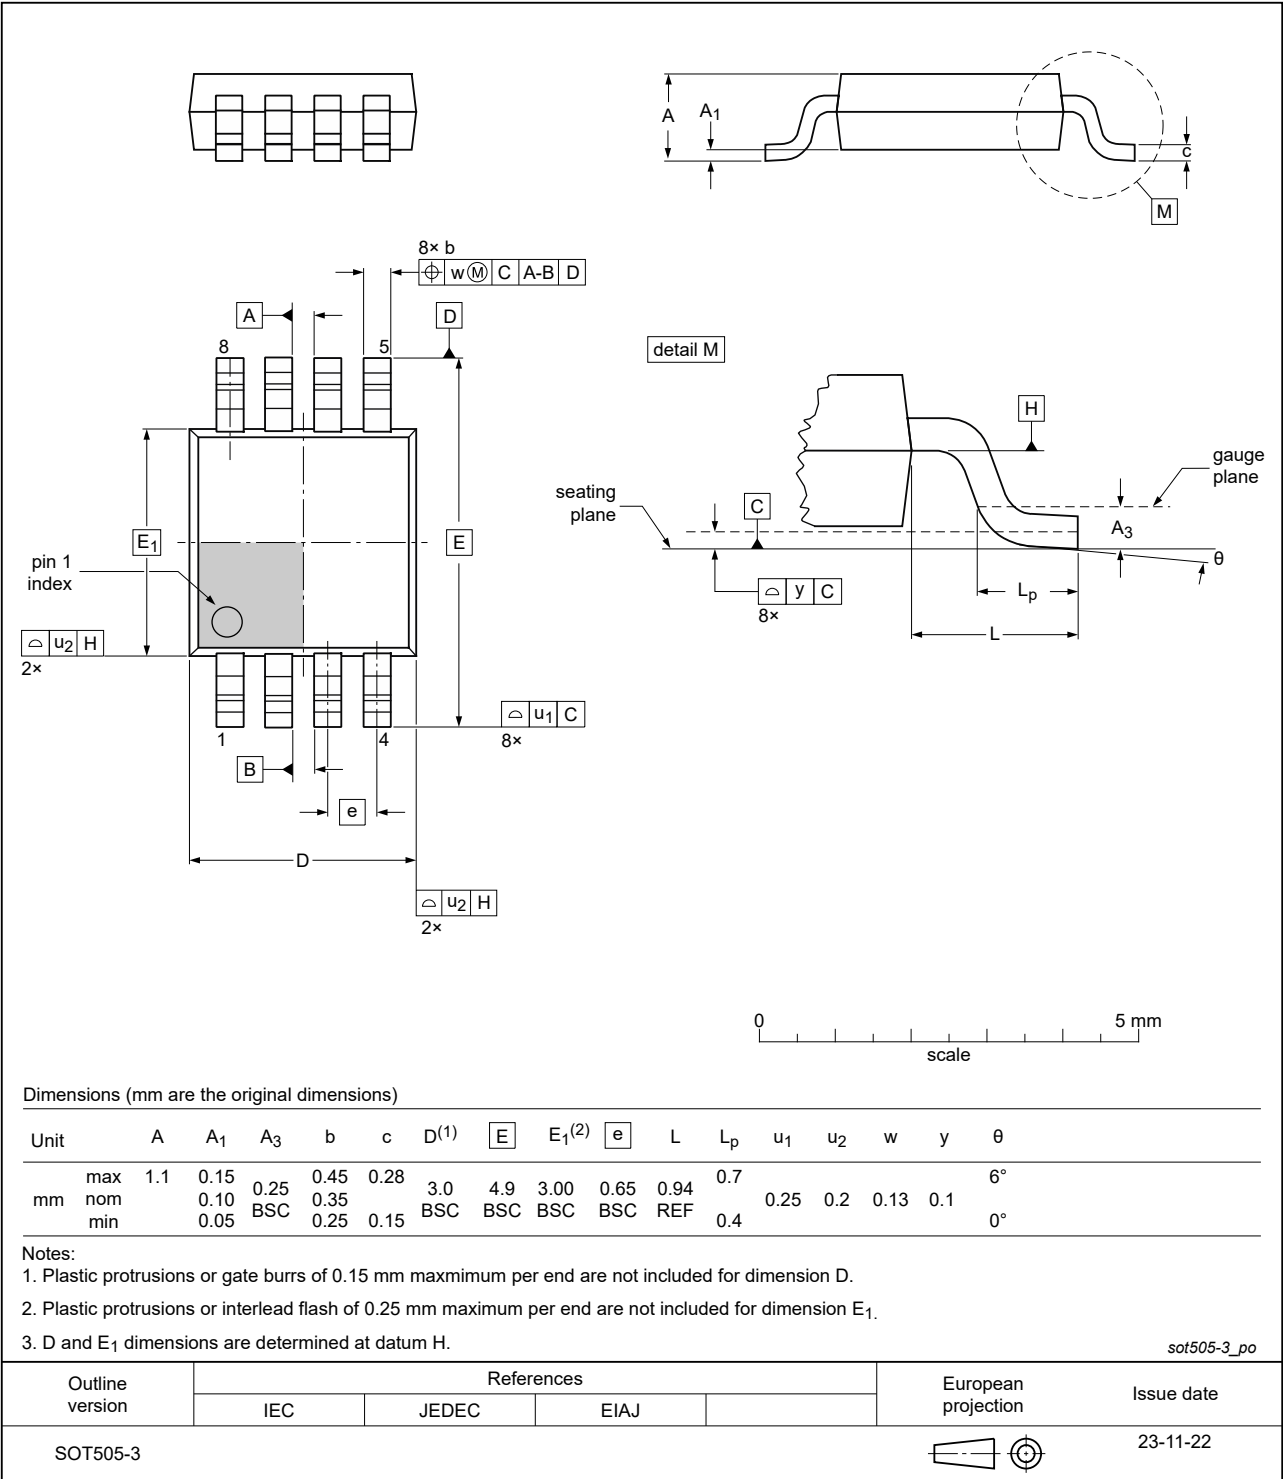 A
A1
c
M
8× b
w Ⓜ C A-B D
A
D
8
5
detail M
H
gauge
plane
seating
plane
C
A3
θ
E1
E
pin 1
index
y C
8×
Lp
L
u2 H
2×
u1 C
8×
1
4
B
e
D
u2 H
2×
0
5 mm
scale
Dimensions (mm are the original dimensions)
Unit A A1 A3 b c D(1) E E1(2) e L Lp u1 u2 w y θ
max 1.1 0.15 0.45 0.28 0.7 6°
mm nom 0.10 0.25 BSC 0.35 3.0 BSC 4.9 BSC 3.00 BSC 0.65 BSC 0.94 REF 0.25 0.2 0.13 0.1
min 0.05 0.25 0.15 0.4 0°
Notes:
1. Plastic protrusions or gate burrs of 0.15 mm maxmimum per end are not included for dimension D.
2. Plastic protrusions or interlead flash of 0.25 mm maximum per end are not included for dimension E1.
3. D and E1 dimensions are determined at datum H.
sot505-3_po
Outline
version
References
IEC JEDEC EIAJ
European
projection
Issue date
SOT505-3
23-11-22